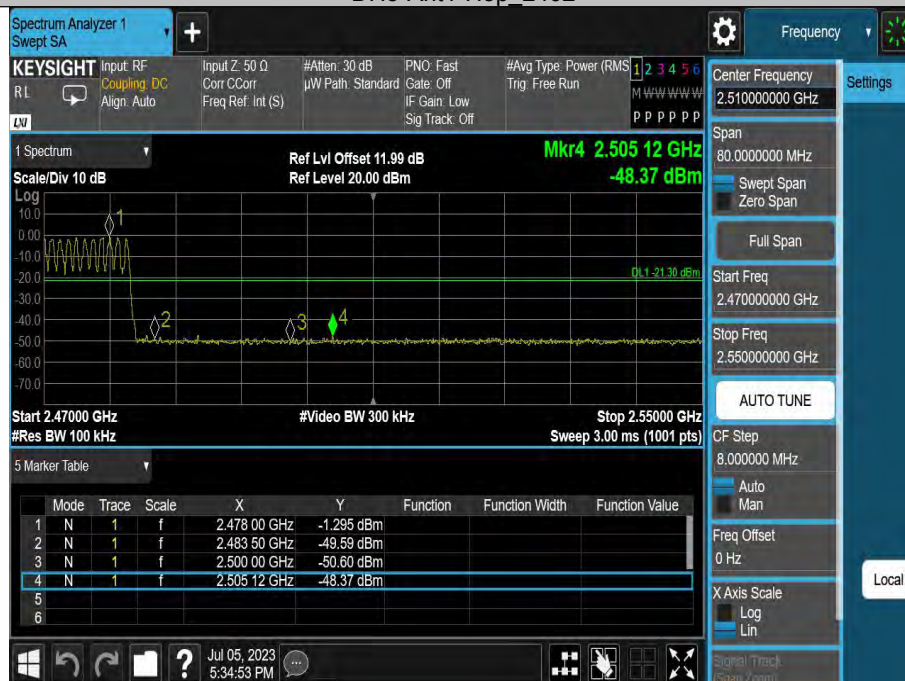 Spectrum Analyzer 1
Swept SA
+
Frequency
KEYSIGHT
RL
LXI
Input: RF
Coupling: DC
Align: Auto
Input Z: 50 Ω
Corr CCorr
Freq Ref: Int (S)
#Atten: 30 dB
µW Path: Standard
PNO: Fast
Gate: Off
IF Gain: Low
Sig Track: Off
#Avg Type: Power (RMS
Trig: Free Run
1 2 3 4 5 6
M W W W W W
P P P P P P
1 Spectrum
Scale/Div 10 dB
Ref Lvl Offset 11.99 dB
Ref Level 20.00 dBm
Mkr4 2.505 12 GHz
-48.37 dBm
Log
10.0
0.00
-10.0
-20.0
-30.0
-40.0
-50.0
-60.0
-70.0
1
2
3
4
DL1 -21.30 dBm
Start 2.47000 GHz
#Res BW 100 kHz
#Video BW 300 kHz
Stop 2.55000 GHz
Sweep 3.00 ms (1001 pts)
5 Marker Table
Mode Trace Scale X Y Function Function Width Function Value
1 N 1 f 2.478 00 GHz -1.295 dBm
2 N 1 f 2.483 50 GHz -49.59 dBm
3 N 1 f 2.500 00 GHz -50.60 dBm
4 N 1 f 2.505 12 GHz -48.37 dBm
5
6
?
Jul 05, 2023
5:34:53 PM
Center Frequency
2.510000000 GHz
Settings
Span
80.0000000 MHz
Swept Span
Zero Span
Full Span
Start Freq
2.470000000 GHz
Stop Freq
2.550000000 GHz
AUTO TUNE
CF Step
8.000000 MHz
Auto
Man
Freq Offset
0 Hz
Local
X Axis Scale
Log
Lin
Signal Track
(Span Zoom)